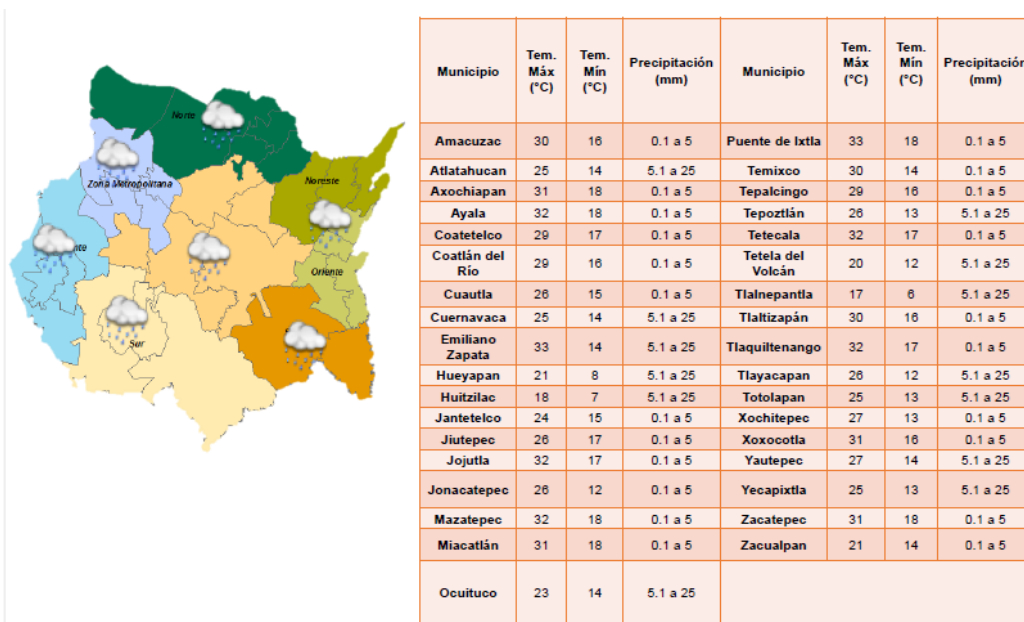 Norte
Zona Metropolitana
Noreste
nte
Oriente
Sur
S
Municipio Tem. Máx (°C) Tem. Mín (°C) Precipitación (mm) Municipio Tem. Máx (°C) Tem. Mín (°C) Precipitación (mm)
Amacuzac 30 16 0.1 a 5 Puente de Ixtla 33 18 0.1 a 5
Atlatahucan 25 14 5.1 a 25 Temixco 30 14 0.1 a 5
Axochiapan 31 18 0.1 a 5 Tepalcingo 29 16 0.1 a 5
Ayala 32 18 0.1 a 5 Tepoztlán 26 13 5.1 a 25
Coatetelco 29 17 0.1 a 5 Tetecala 32 17 0.1 a 5
Coatlán del Río 29 16 0.1 a 5 Tetela del Volcán 20 12 5.1 a 25
Cuautla 26 15 0.1 a 5 Tlalnepantla 17 6 5.1 a 25
Cuernavaca 25 14 5.1 a 25 Tlaltizapán 30 16 0.1 a 5
Emiliano Zapata 33 14 5.1 a 25 Tlaquiltenango 32 17 0.1 a 5
Hueyapan 21 8 5.1 a 25 Tlayacapan 26 12 5.1 a 25
Huitzilac 18 7 5.1 a 25 Totolapan 25 13 5.1 a 25
Jantetelco 24 15 0.1 a 5 Xochitepec 27 13 0.1 a 5
Jiutepec 26 17 0.1 a 5 Xoxocotla 31 16 0.1 a 5
Jojutla 32 17 0.1 a 5 Yautepec 27 14 5.1 a 25
Jonacatepec 26 12 0.1 a 5 Yecapixtla 25 13 5.1 a 25
Mazatepec 32 18 0.1 a 5 Zacatepec 31 18 0.1 a 5
Miacatlán 31 18 0.1 a 5 Zacualpan 21 14 0.1 a 5
Ocuituco 23 14 5.1 a 25